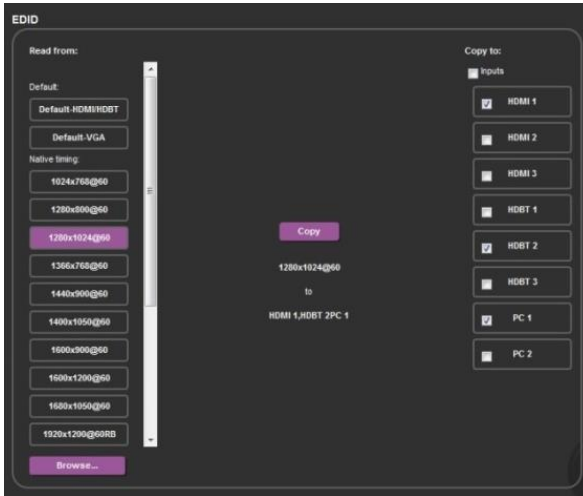 EDID
Read from:
Default:
Default-HDMI/HDBT
Default-VGA
Native timing:
1024x768@60
1280x800@60
1280x1024@60
1366x768@60
1440x900@60
1400x1050@60
1600x900@60
1600x1200@60
1680x1050@60
1920x1200@60RB
Browse...
Copy
1280x1024@60
to
HDMI 1,HDBT 2PC 1
Copy to:
Inputs
HDMI 1
HDMI 2
HDMI 3
HDBT 1
HDBT 2
HDBT 3
PC 1
PC 2